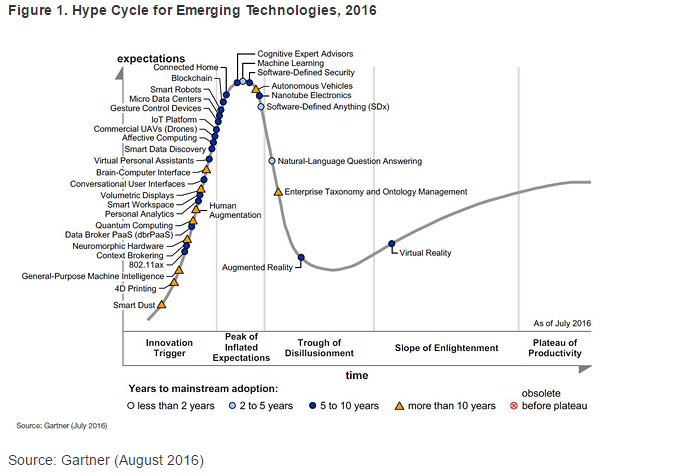 Figure 1. Hype Cycle for Emerging Technologies, 2016
expectations
Cognitive Expert Advisors
Machine Learning
Software-Defined Security
Autonomous Vehicles
Nanotube Electronics
Software-Defined Anything (SDx)
Natural-Language Question Answering
Enterprise Taxonomy and Ontology Management
Connected Home
Blockchain
Smart Robots
Micro Data Centers
Gesture Control Devices
IoT Platform
Commercial UAVs (Drones)
Affective Computing
Smart Data Discovery
Virtual Personal Assistants
Brain-Computer Interface
Conversational User Interfaces
Volumetric Displays
Smart Workspace
Personal Analytics
Human
Augmentation
Quantum Computing
Data Broker PaaS (dbrPaaS)
Neuromorphic Hardware
Context Brokering
802.11ax
General-Purpose Machine Intelligence
4D Printing
Smart Dust
Augmented Reality
Virtual Reality
As of July 2016
Innovation
Trigger
Peak of
Inflated
Expectations
Trough of
Disillusionment
Slope of Enlightenment
Plateau of
Productivity
time
Years to mainstream adoption:
less than 2 years
2 to 5 years
5 to 10 years
more than 10 years
obsolete
before plateau
Source: Gartner (July 2016)
Source: Gartner (August 2016)